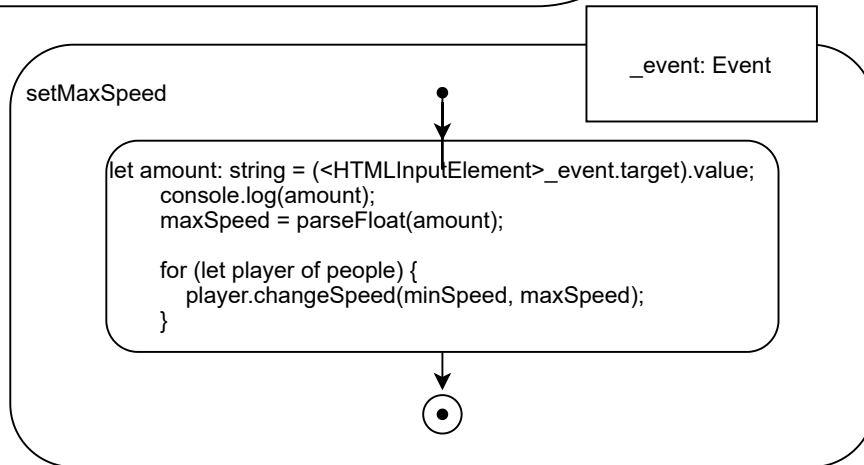 _event: Event
setMaxSpeed
let amount: string = (<HTMLInputElement>_event.target).value;
console.log(amount);
maxSpeed = parseFloat(amount);
for (let player of people) {
player.changeSpeed(minSpeed, maxSpeed);
}